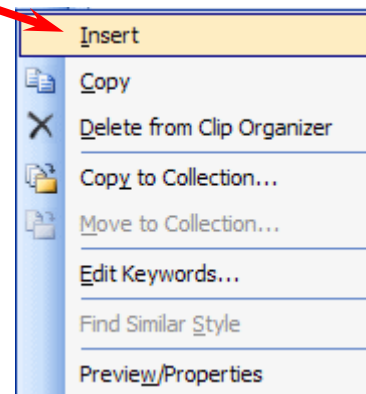 Insert
Copy
Delete from Clip Organizer
Copy to Collection...
Move to Collection...
Edit Keywords...
Find Similar Style
Preview/Properties